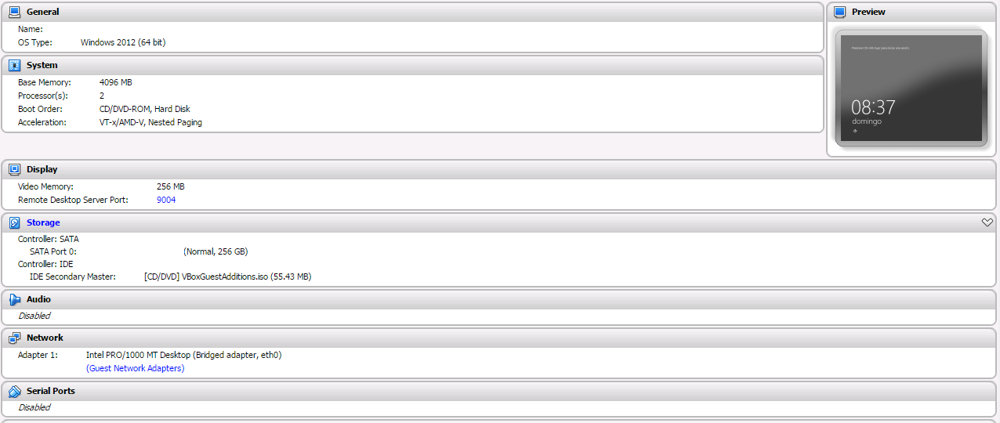 General
Name:
OS Type: Windows 2012 (64 bit)
System
Base Memory: 4096 MB
Processor(s): 2
Boot Order: CD/DVD-ROM, Hard Disk
Acceleration: VT-x/AMD-V, Nested Paging
Preview
08:37
domingo
Display
Video Memory: 256 MB
Remote Desktop Server Port: 9004
Storage
Controller: SATA
SATA Port 0: (Normal, 256 GB)
Controller: IDE
IDE Secondary Master: [CD/DVD] VBoxGuestAdditions.iso (55.43 MB)
Audio
Disabled
Network
Adapter 1: Intel PRO/1000 MT Desktop (Bridged adapter, eth0)
(Guest Network Adapters)
Serial Ports
Disabled